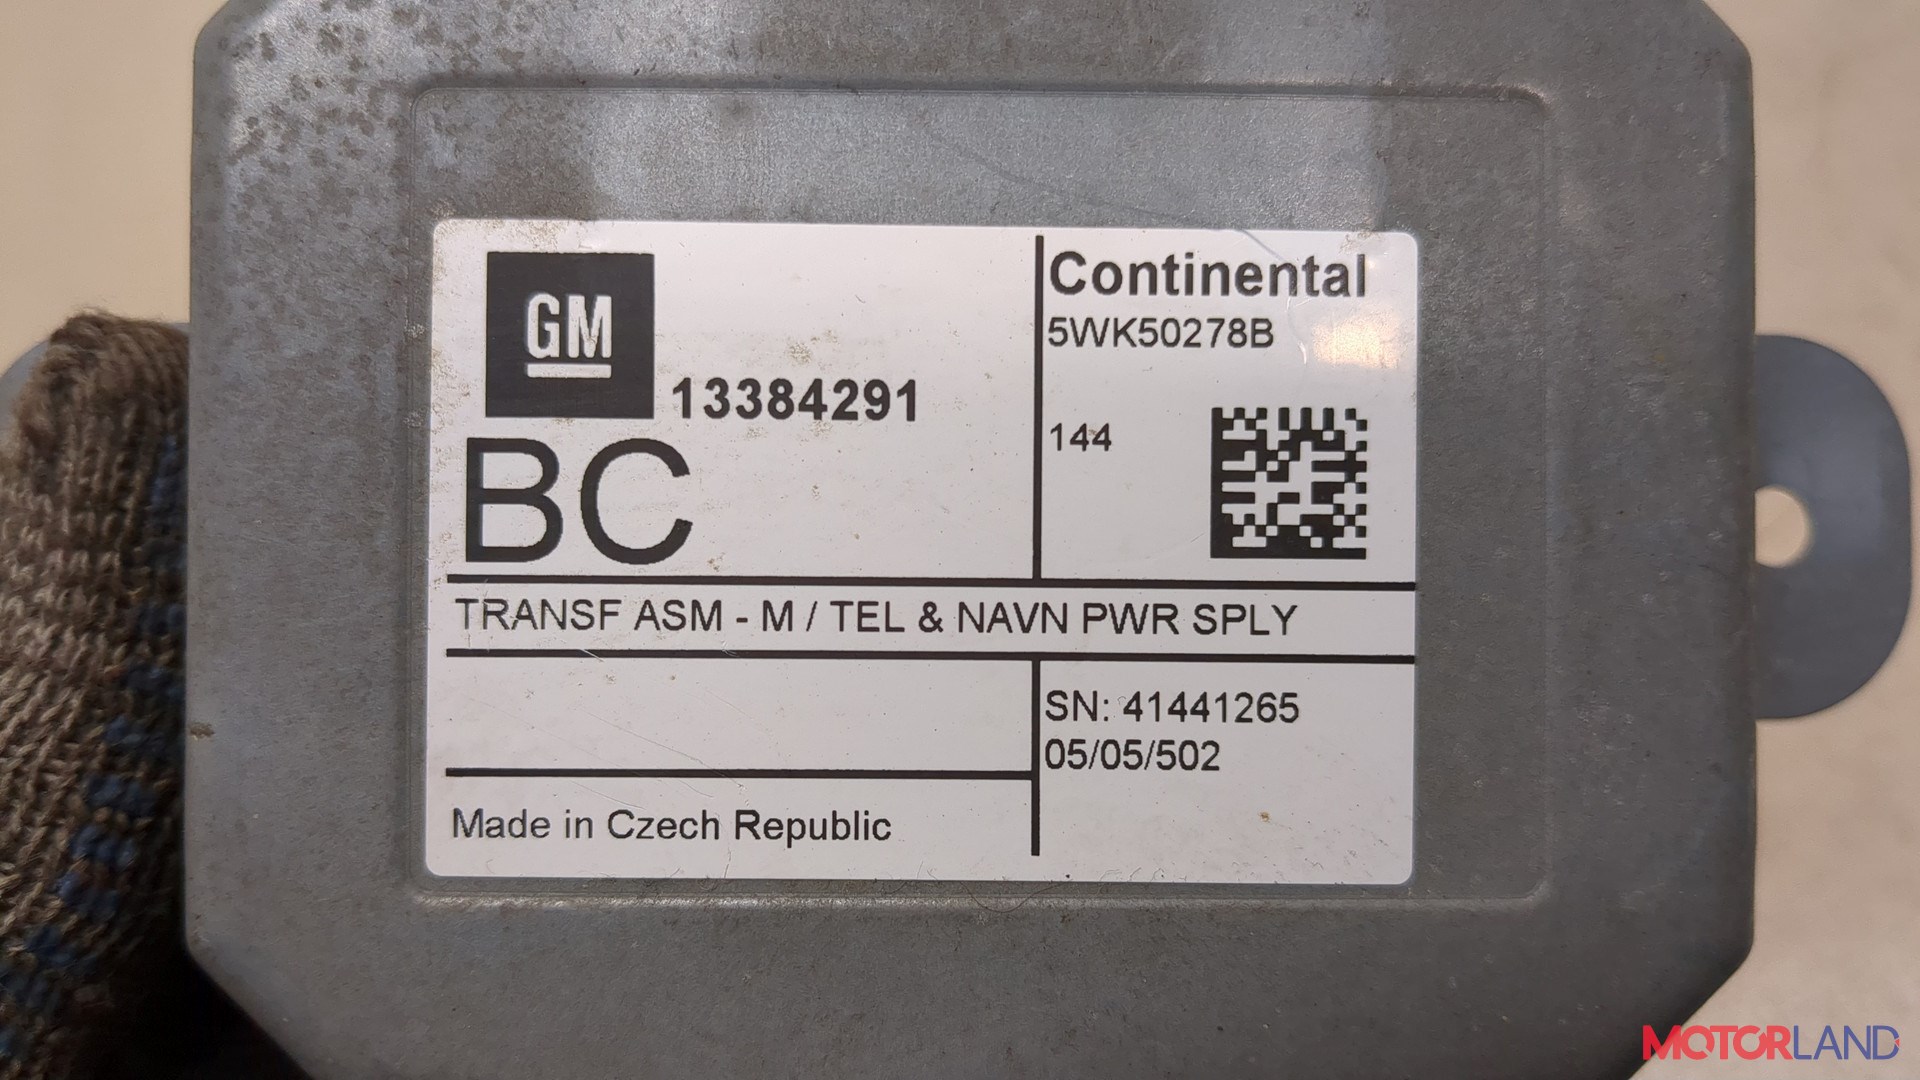 GM
13384291
BC
Continental
5WK50278B
144
TRANSF ASM - M / TEL & NAVN PWR SPLY
SN: 41441265
05/05/502
Made in Czech Republic
MOTORLAND